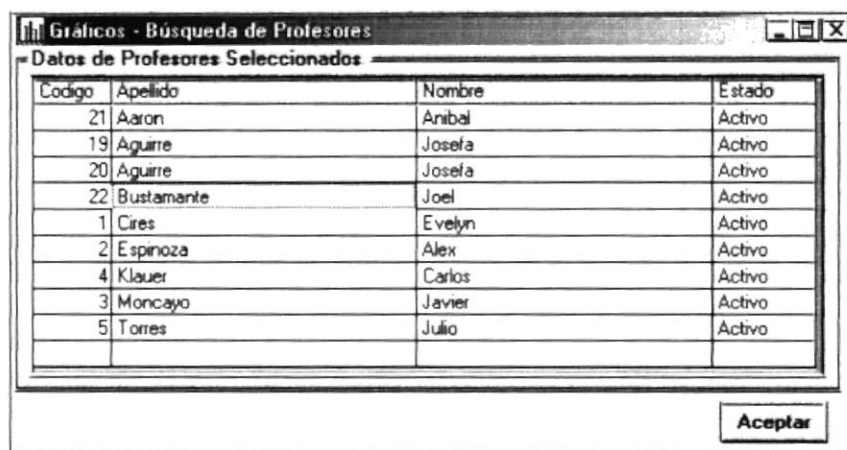 Gráficos - Búsqueda de Profesores
Datos de Profesores Seleccionados
Codigo Apellido Nombre Estado
21 Aaron Anibal Activo
19 Aguirre Josefa Activo
20 Aguirre Josefa Activo
22 Bustamante Joel Activo
1 Cires Evelyn Activo
2 Espinoza Alex Activo
4 Klauer Carlos Activo
3 Moncayo Javier Activo
5 Torres Julio Activo
Aceptar